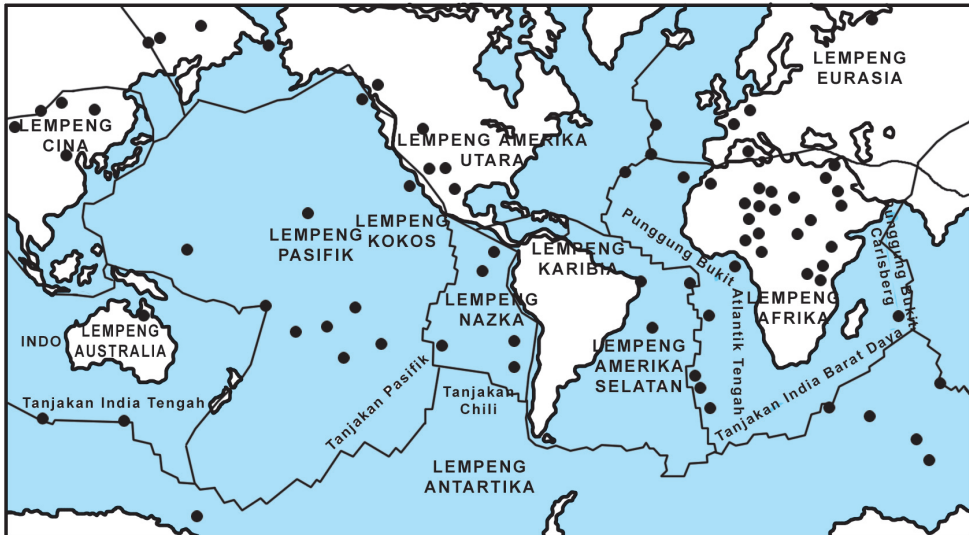 LEMPENG
EURASIA
LEMPENG
CINA
LEMPENG AMERIKA
UTARA
LEMPENG
PASIFIK
LEMPENG
KOKOS
LEMPENG
KARIBIA
Punggung Bukit
Atlantik Tengah
Punggung Bukit
Carlsberg
LEMPENG
NAZKA
LEMPENG
AFRIKA
INDO
LEMPENG
AUSTRALIA
LEMPENG
AMERIKA
SELATAN
Tanjakan India Tengah
Tanjakan Pasifik
Tanjakan
Chili
Tanjakan India Barat Daya
LEMPENG
ANTARTIKA